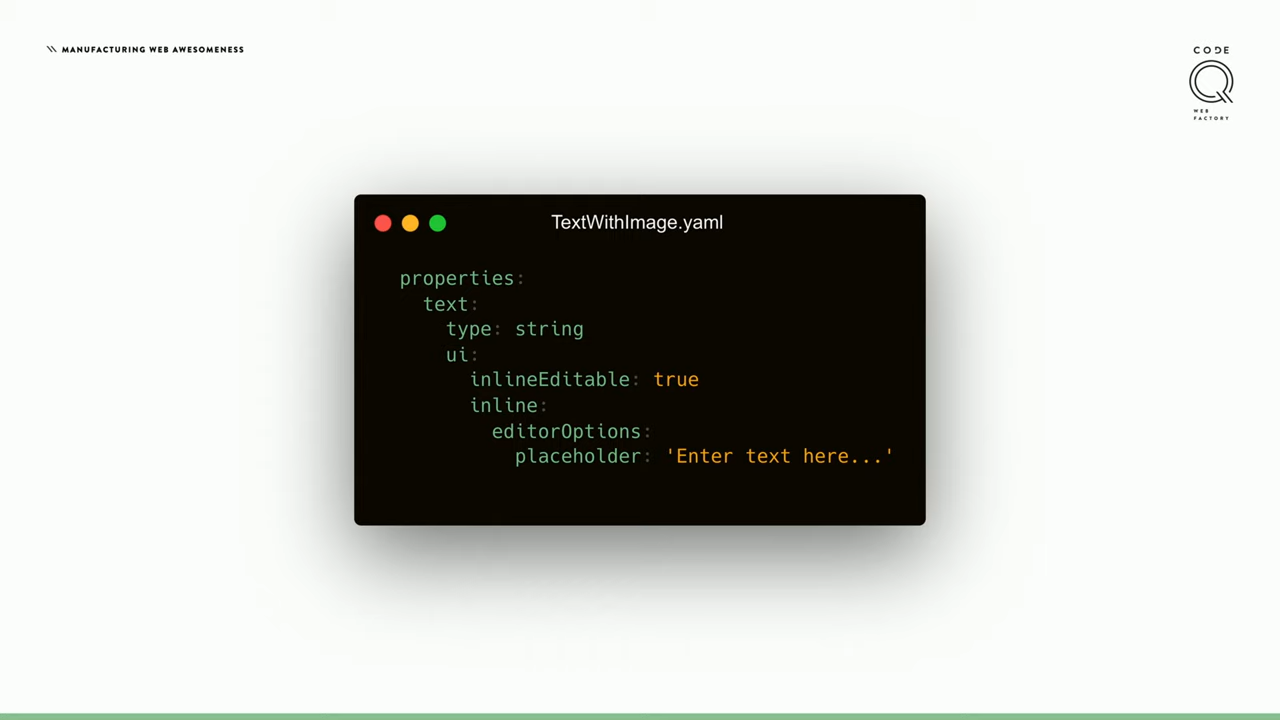 \\ MANUFACTURING WEB AWESOMENESS
CODE
Q
WEB
FACTORY
TextWithImage.yaml
properties:
  text:
    type: string
    ui:
      inlineEditable: true
      inline:
        editorOptions:
          placeholder: 'Enter text here...'